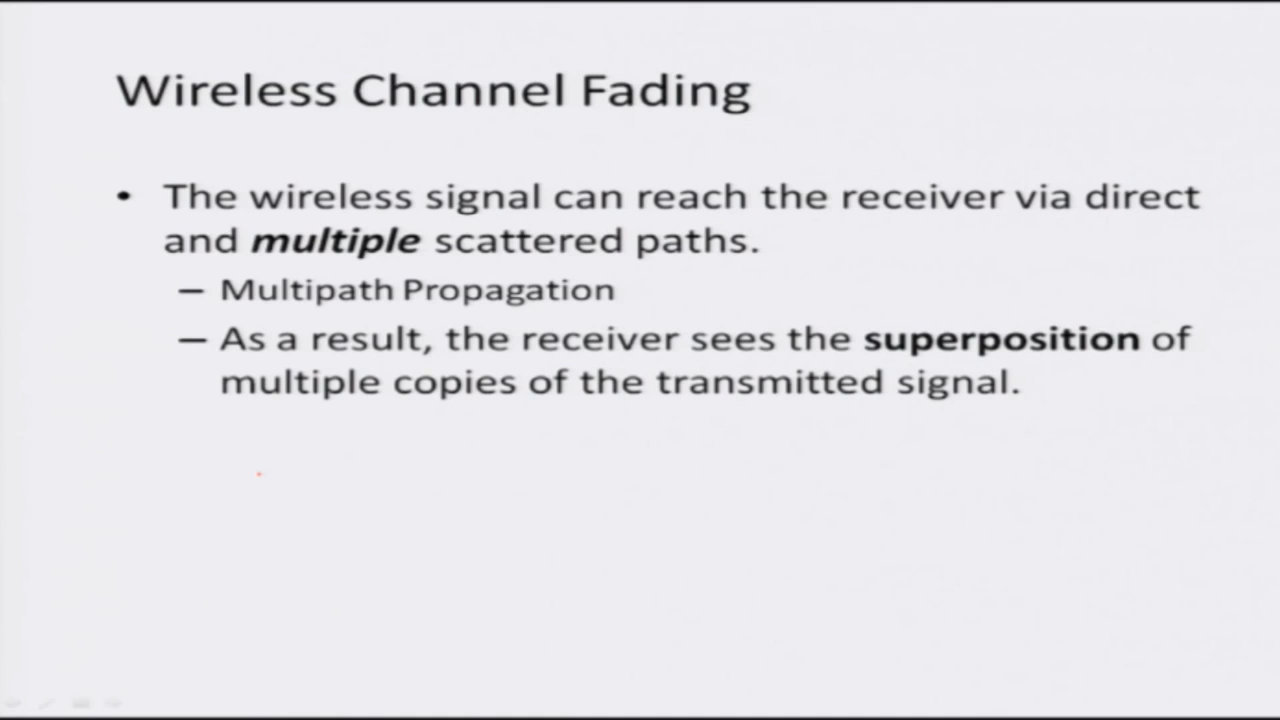 Wireless Channel Fading
• The wireless signal can reach the receiver via direct
and multiple scattered paths.
– Multipath Propagation
– As a result, the receiver sees the superposition of
multiple copies of the transmitted signal.